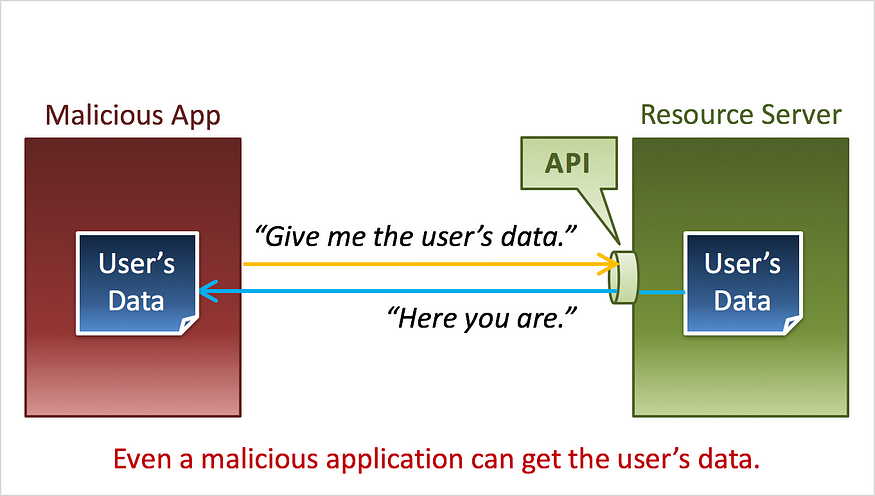 Malicious App
Resource Server
API
“Give me the user’s data.”
User’s
Data
User’s
Data
“Here you are.”
Even a malicious application can get the user’s data.